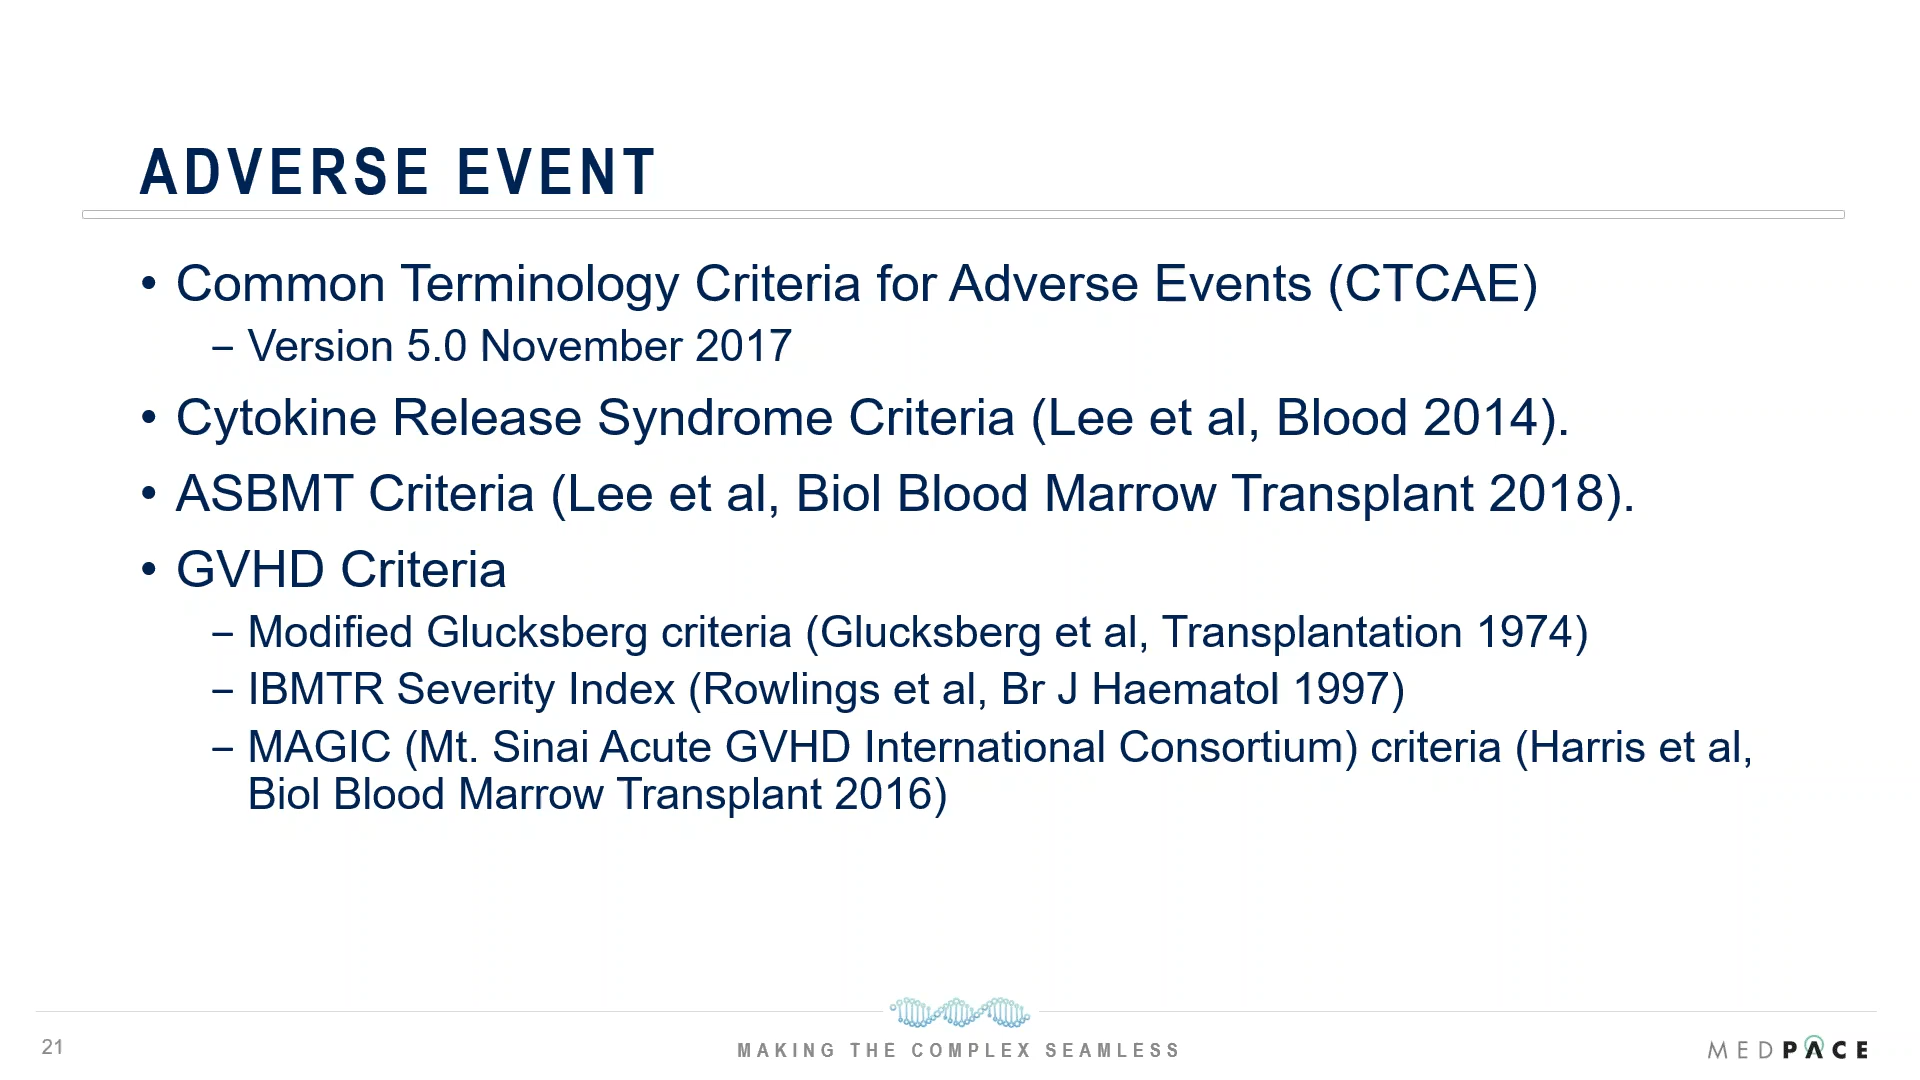 ADVERSE EVENT
• Common Terminology Criteria for Adverse Events (CTCAE)
– Version 5.0 November 2017
• Cytokine Release Syndrome Criteria (Lee et al, Blood 2014).
• ASBMT Criteria (Lee et al, Biol Blood Marrow Transplant 2018).
• GVHD Criteria
– Modified Glucksberg criteria (Glucksberg et al, Transplantation 1974)
– IBMTR Severity Index (Rowlings et al, Br J Haematol 1997)
– MAGIC (Mt. Sinai Acute GVHD International Consortium) criteria (Harris et al,
Biol Blood Marrow Transplant 2016)
21
MAKING THE COMPLEX SEAMLESS
MEDPACE